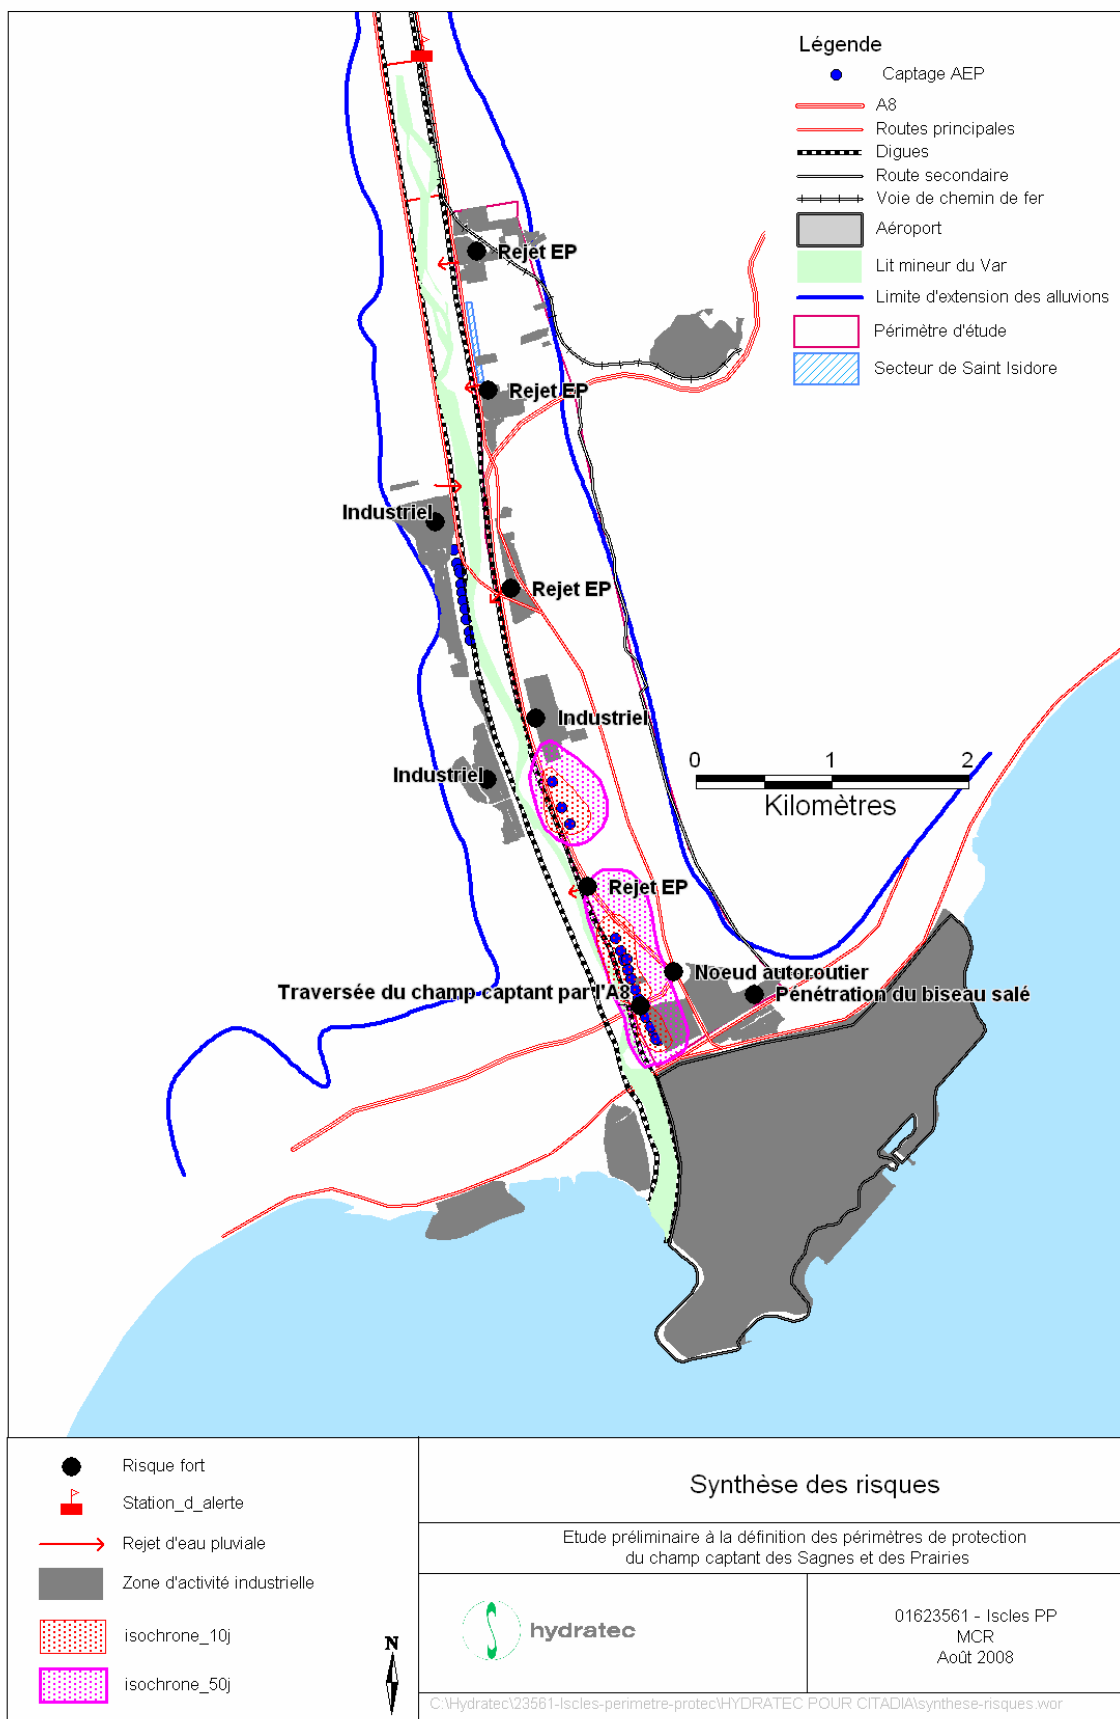 Légende
Captage AEP
A8
Routes principales
Digues
Route secondaire
Voie de chemin de fer
Aéroport
Lit mineur du Var
Limite d'extension des alluvions
Périmètre d'étude
Secteur de Saint Isidore
Rejet EP
Rejet EP
Industriel
Rejet EP
Industriel
Industriel
0 1 2
Kilomètres
Rejet EP
Noeud autoroutier
Traversée du champ captant par l'A8
Pénétration du biseau salé
Risque fort
Station_d_alerte
Rejet d'eau pluviale
Zone d'activité industrielle
isochrone_10j
isochrone_50j
N
Synthèse des risques
Etude préliminaire à la définition des périmètres de protection
du champ captant des Sagnes et des Prairies
hydratec
01623561 - Iscles PP
MCR
Août 2008
C:\Hydratec\23561-Iscles-perimetre-protec\HYDRATEC POUR CITADIA\synthese-risques.wor